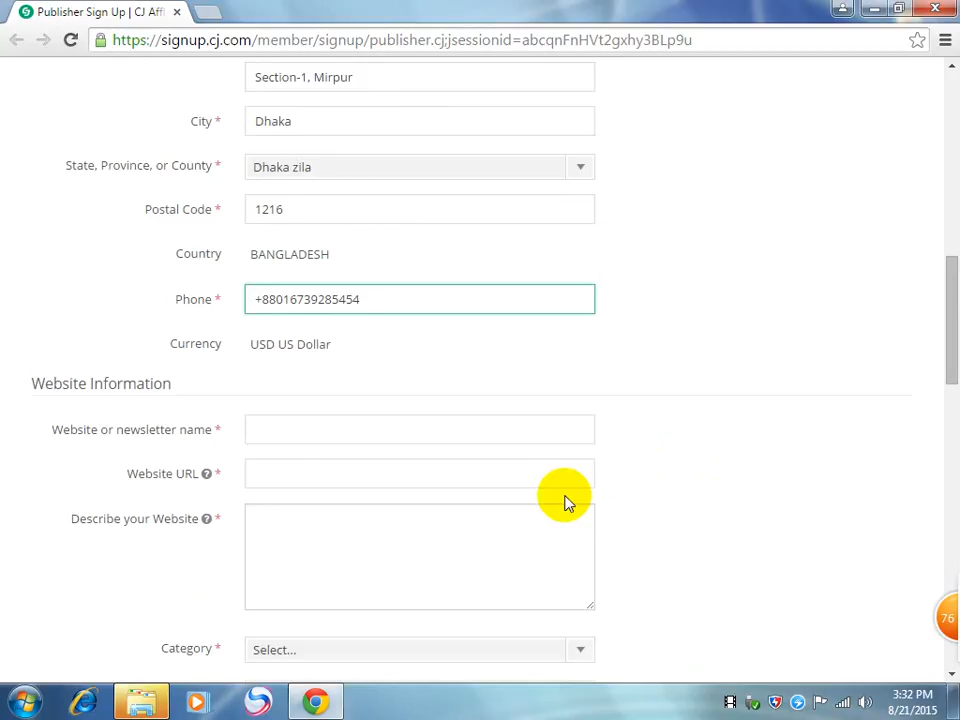 Publisher Sign Up | CJ Affi
https://signup.cj.com/member/signup/publisher.cj;jsessionid=abcqnFnHVt2gxhy3BLp9u
Section-1, Mirpur
City * Dhaka
State, Province, or County * Dhaka zila
Postal Code * 1216
Country BANGLADESH
Phone * +88016739285454
Currency USD US Dollar
Website Information
Website or newsletter name *
Website URL ? *
Describe your Website ? *
Category * Select...
76
3:32 PM
8/21/2015